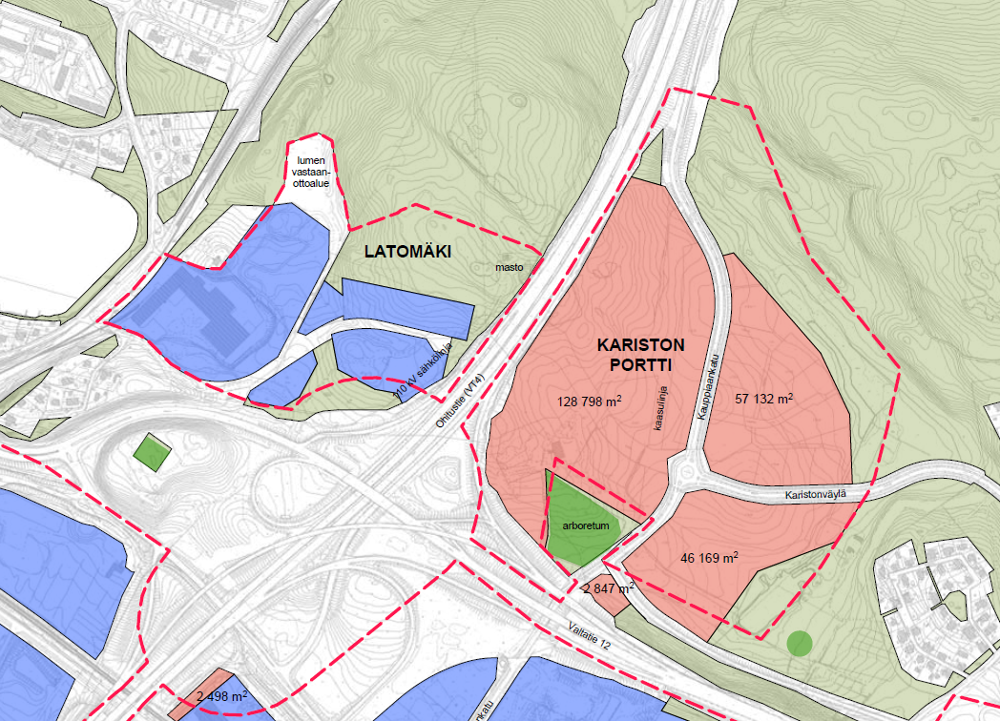 lumen
vastaan-
ottoalue
LATOMÄKI
masto
110 kV sähkölinja
Ohitustie (VT4)
KARISTON
PORTTI
128 798 m²
kaasulinja
Kauppiaankatu
57 132 m²
Karistonväylä
arboretum
46 169 m²
2 847 m²
Valtatie 12
2 498 m²
nkatu